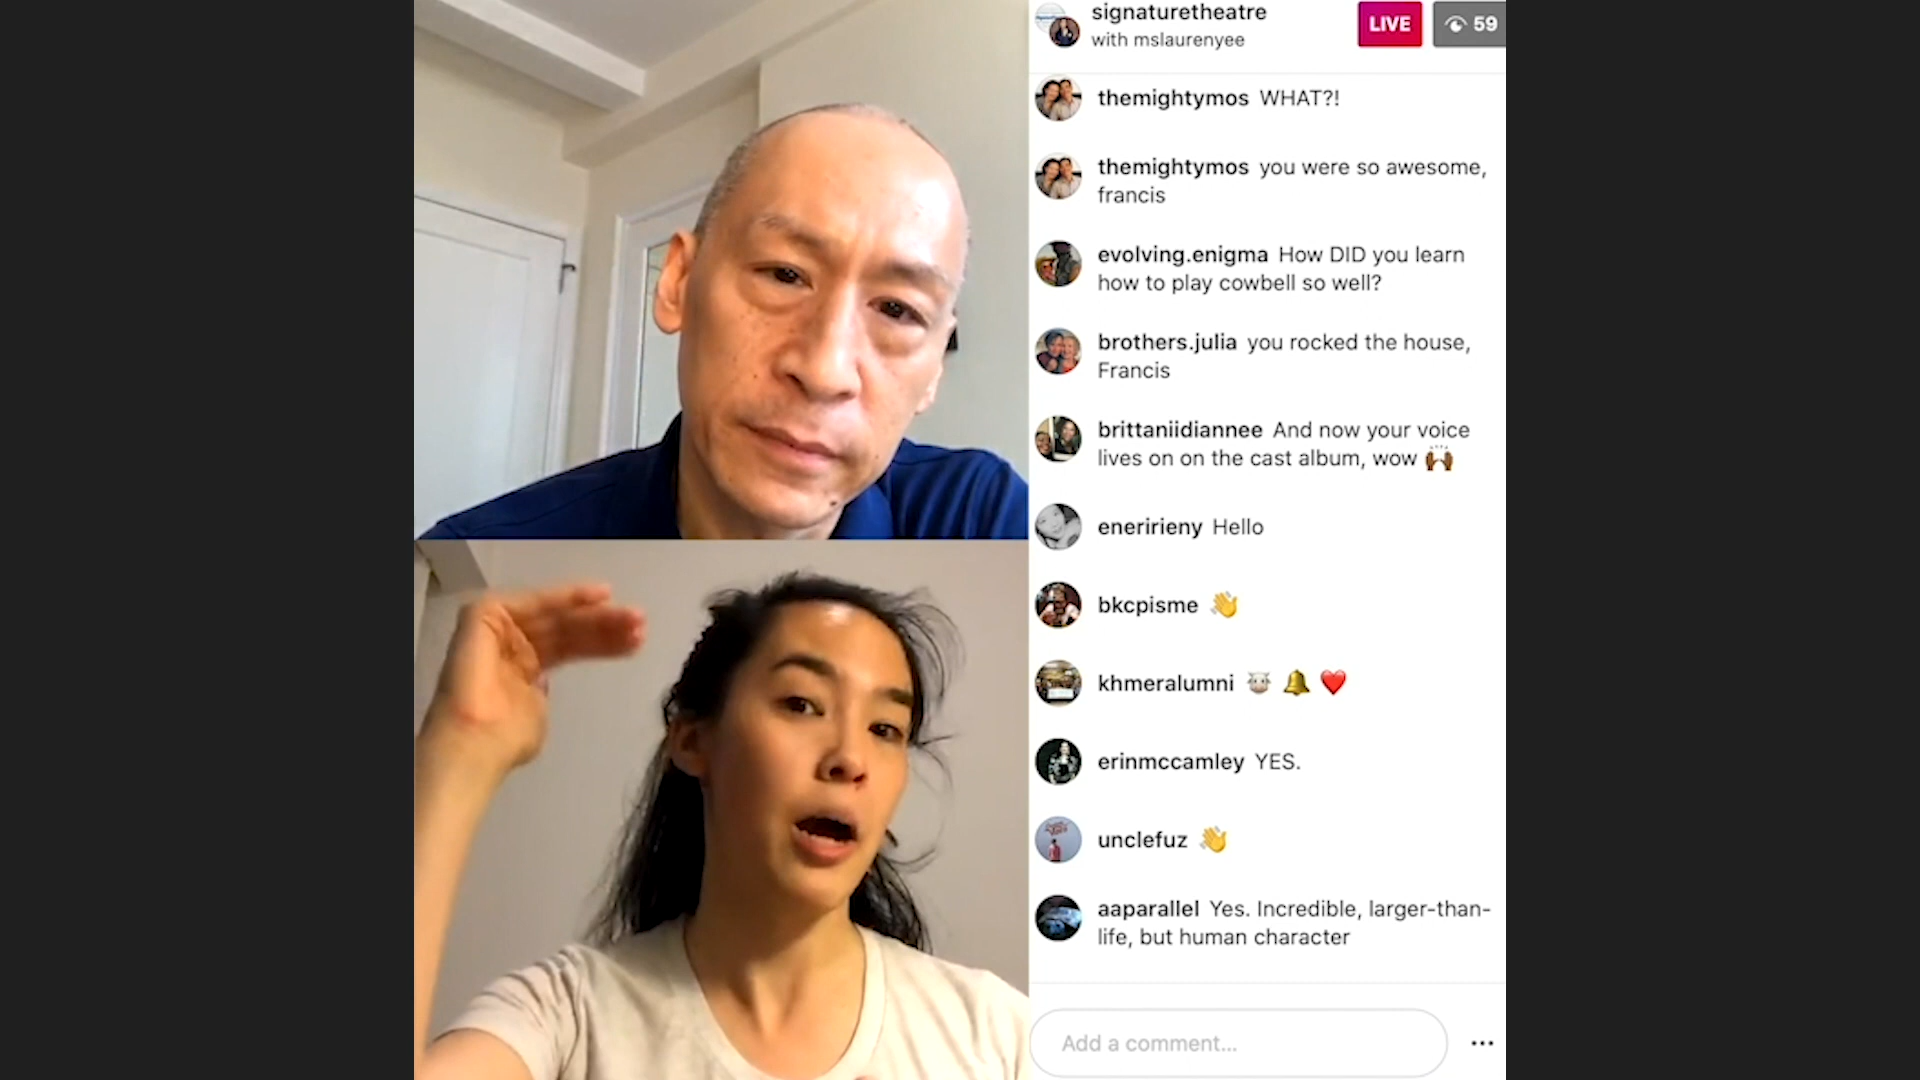 signaturetheatre
with mslaurenyee
LIVE
59
themightymos WHAT?!
themightymos you were so awesome,
francis
evolving.enigma How DID you learn
how to play cowbell so well?
brothers.julia you rocked the house,
Francis
brittaniidiannee And now your voice
lives on on the cast album, wow 🙌🏾
eneririeny Hello
bkcpisme 👋
khmeralumni 🐮 🔔 ❤️
erinmccamley YES.
unclefuz 👋
aaparallel Yes. Incredible, larger-than-
life, but human character
Add a comment...